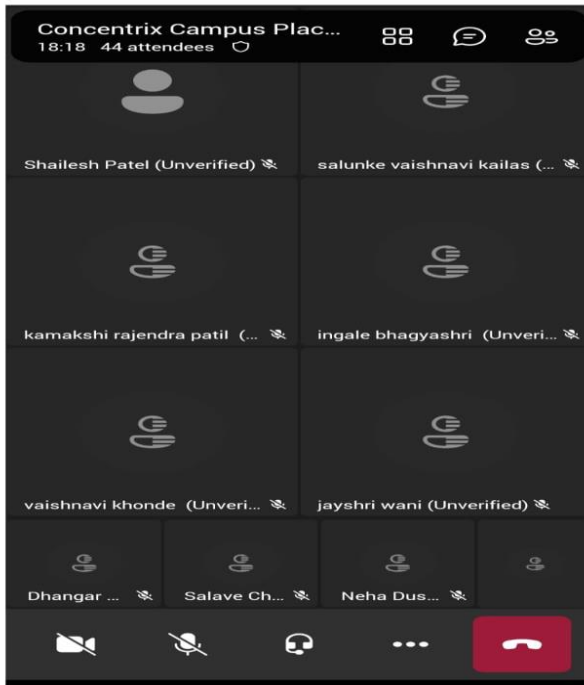 Concentrix Campus Plac...
18:18 44 attendees
Shailesh Patel (Unverified)
salunke vaishnavi kailas (...
kamakshi rajendra patil (...
ingale bhagyashri (Unveri...
vaishnavi khonde (Unveri...
jayshri wani (Unverified)
Dhangar ...
Salave Ch...
Neha Dus...